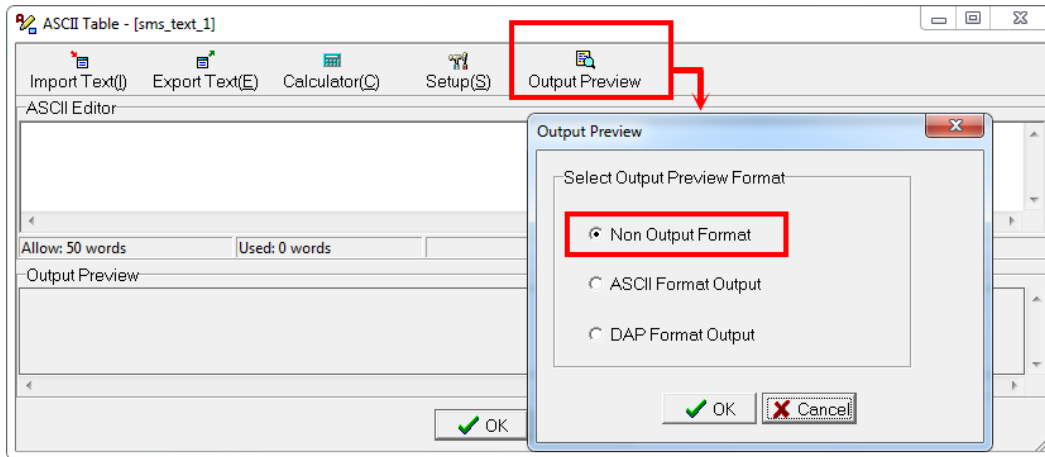 ASCII Table - [sms_text_1]
Import Text(I) Export Text(E) Calculator(C) Setup(S) Output Preview
ASCII Editor
Allow: 50 words Used: 0 words
Output Preview
OK
Output Preview
Select Output Preview Format
Non Output Format
ASCII Format Output
DAP Format Output
OK Cancel